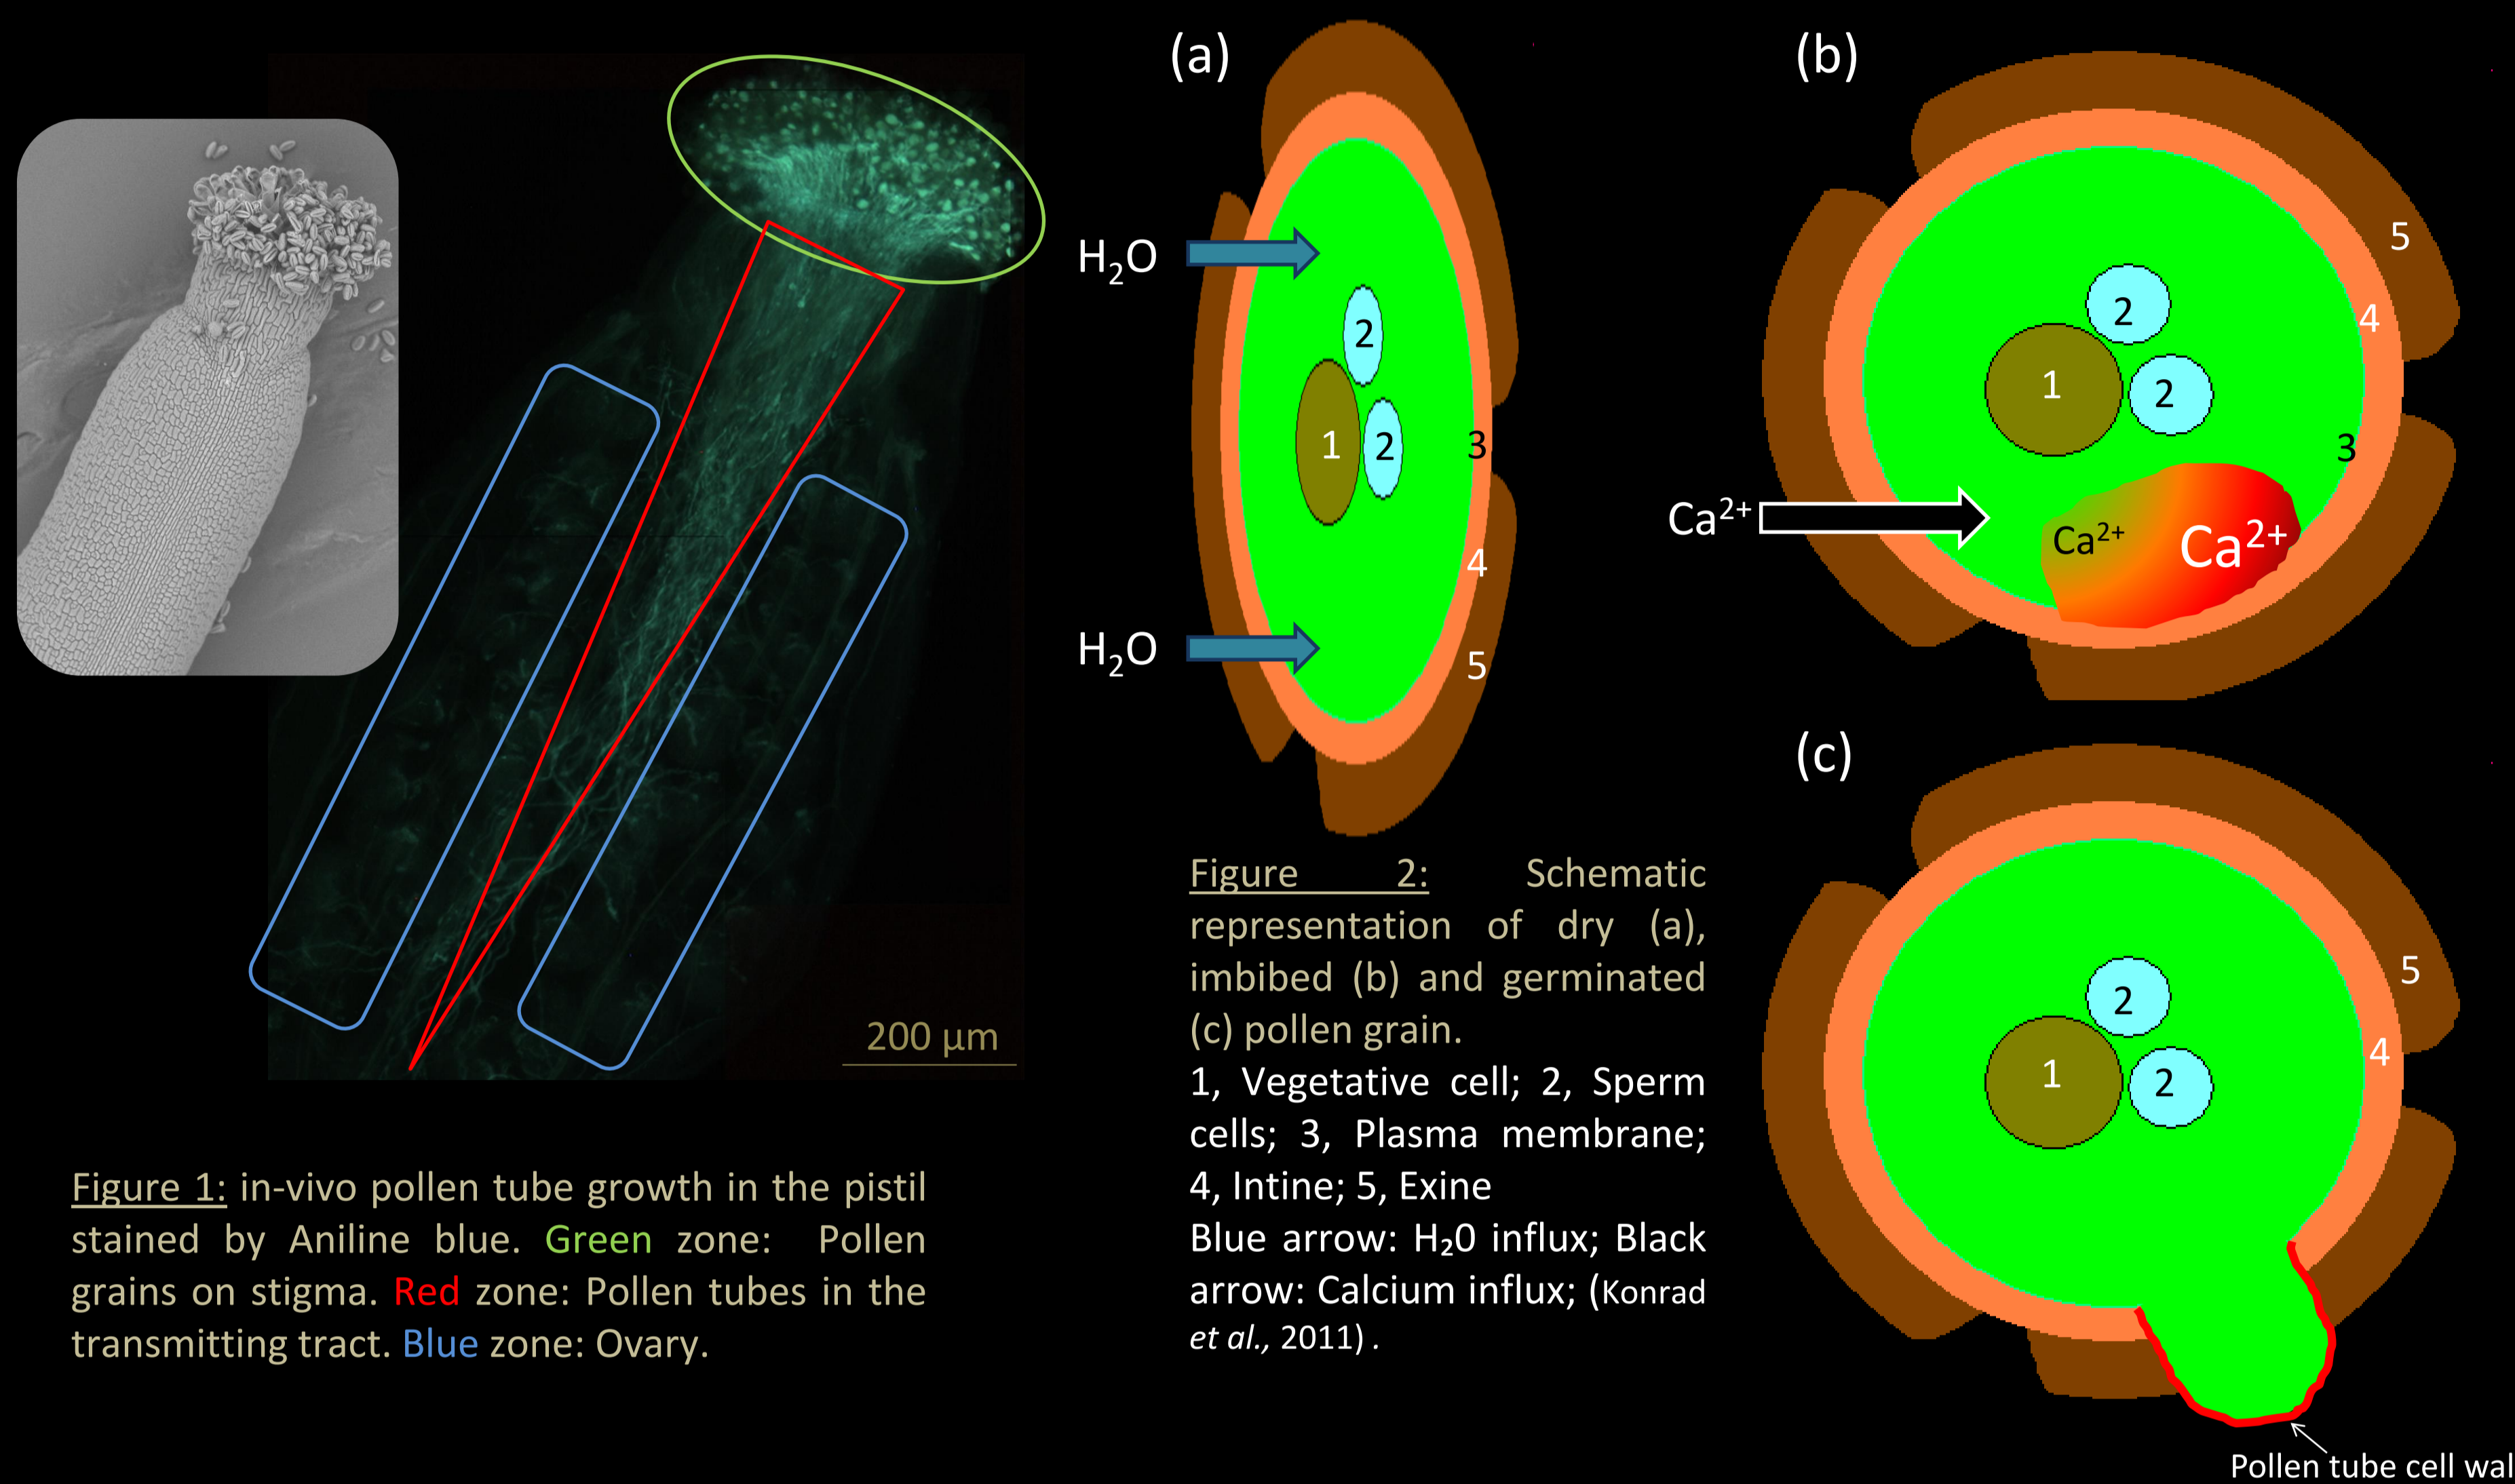 200 µm
Figure 1: in-vivo pollen tube growth in the pistil
stained by Aniline blue. Green zone: Pollen
grains on stigma. Red zone: Pollen tubes in the
transmitting tract. Blue zone: Ovary.
(a)
H₂O
H₂O
2
1
2
3
4
5
Figure 2: Schematic
representation of dry (a),
imbibed (b) and germinated
(c) pollen grain.
1, Vegetative cell; 2, Sperm
cells; 3, Plasma membrane;
4, Intine; 5, Exine
Blue arrow: H₂0 influx; Black
arrow: Calcium influx; (Konrad
et al., 2011) .
(b)
5
4
2
1
2
3
Ca²⁺
Ca²⁺
Ca²⁺
(c)
5
2
4
1
2
Pollen tube cell wal